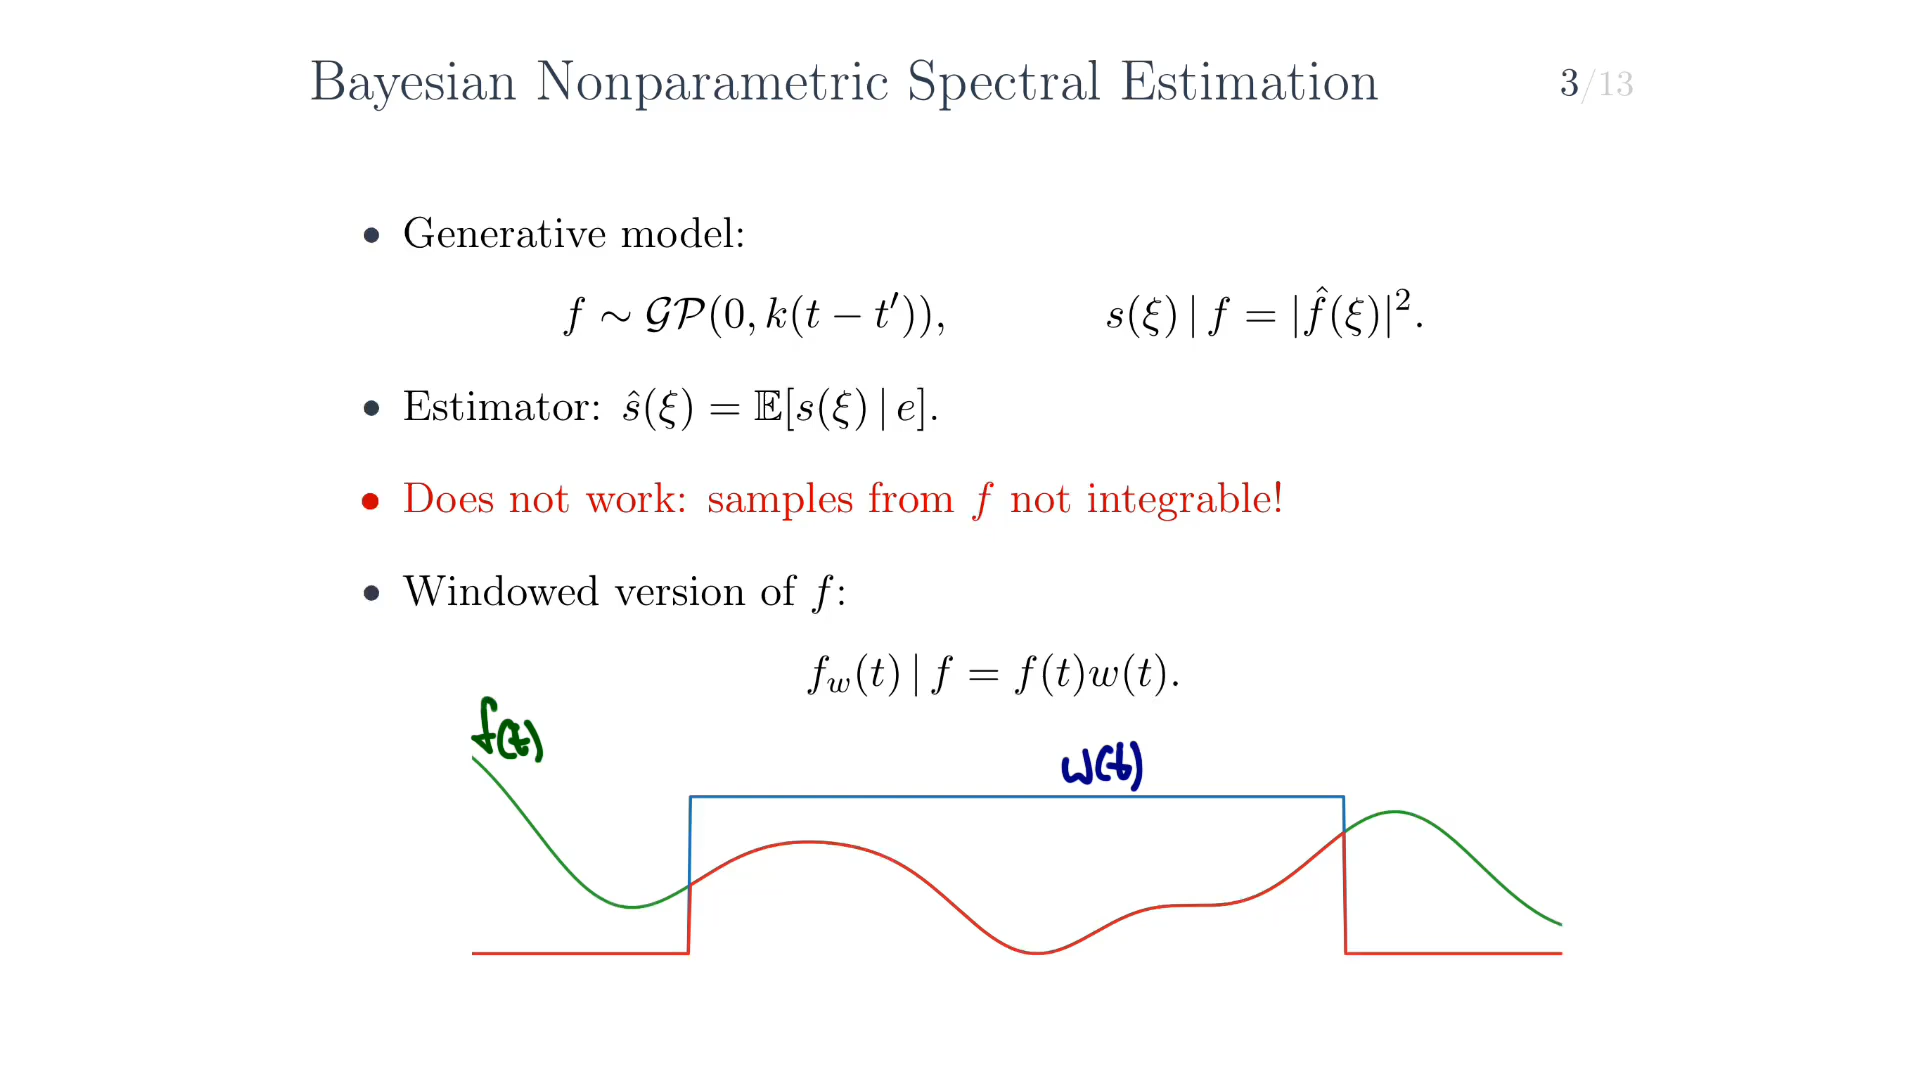 Bayesian Nonparametric Spectral Estimation 3/13
• Generative model:
f ∼ 𝒢𝒫(0, k(t − t′)), s(ξ) | f = |f̂(ξ)|².
• Estimator: ŝ(ξ) = 𝔼[s(ξ) | e].
• Does not work: samples from f not integrable!
• Windowed version of f:
f_w(t) | f = f(t)w(t).
f(t)
w(t)